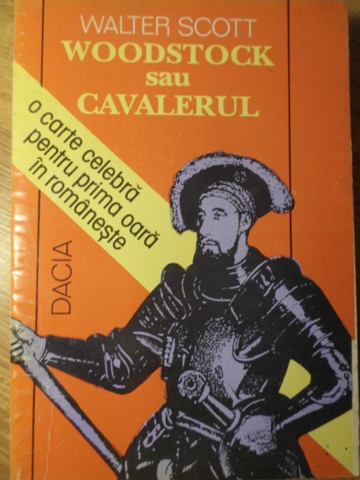 WALTER SCOTT
WOODSTOCK
sau
CAVALERUL
o carte celebră
pentru prima oară
în românește
DACIA